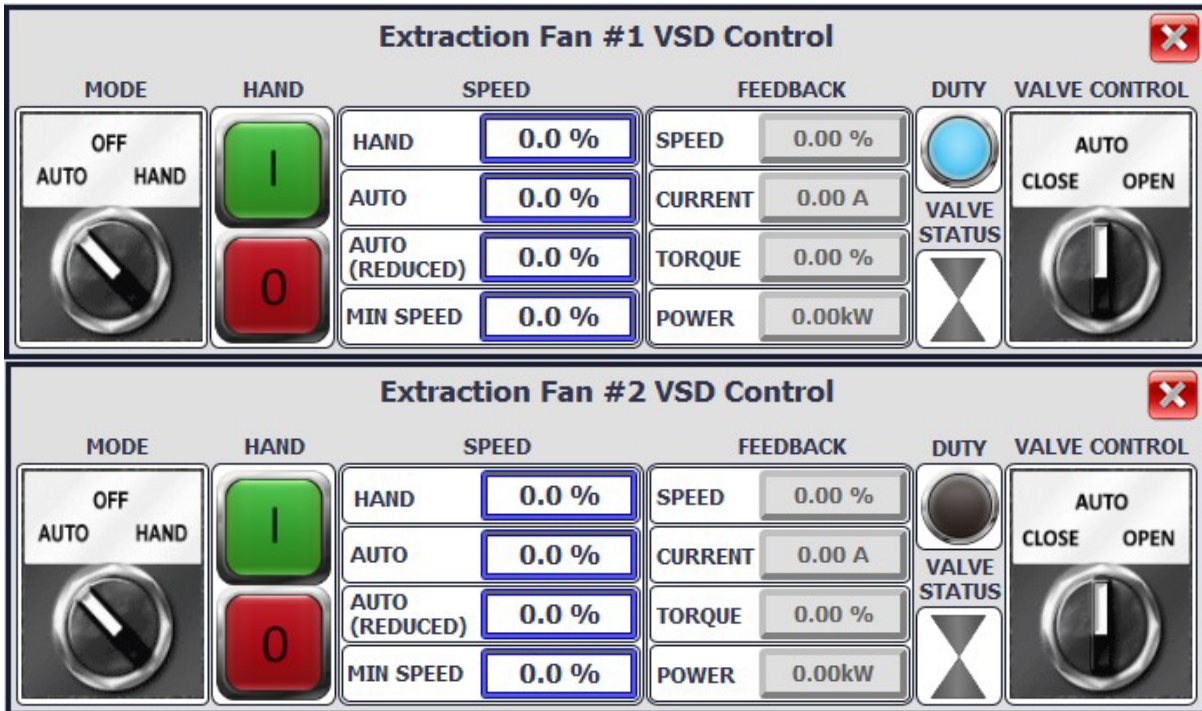 Extraction Fan #1 VSD Control
MODE HAND SPEED FEEDBACK DUTY VALVE CONTROL
OFF
AUTO HAND
I
0
HAND 0.0 %
AUTO 0.0 %
AUTO (REDUCED) 0.0 %
MIN SPEED 0.0 %
SPEED 0.00 %
CURRENT 0.00 A
TORQUE 0.00 %
POWER 0.00kW
VALVE
STATUS
AUTO
CLOSE OPEN
Extraction Fan #2 VSD Control
MODE HAND SPEED FEEDBACK DUTY VALVE CONTROL
OFF
AUTO HAND
I
0
HAND 0.0 %
AUTO 0.0 %
AUTO (REDUCED) 0.0 %
MIN SPEED 0.0 %
SPEED 0.00 %
CURRENT 0.00 A
TORQUE 0.00 %
POWER 0.00kW
VALVE
STATUS
AUTO
CLOSE OPEN